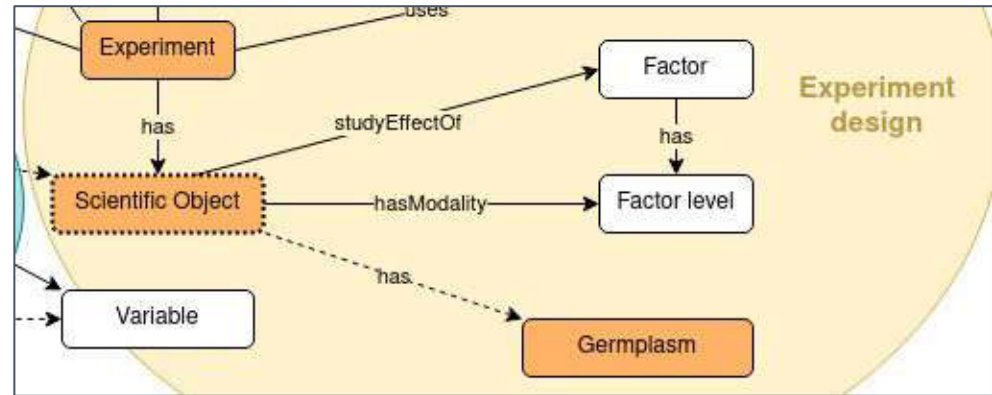 uses
Experiment
Factor
Experiment
design
has
studyEffectOf
has
Scientific Object
hasModality
Factor level
has
Variable
Germplasm